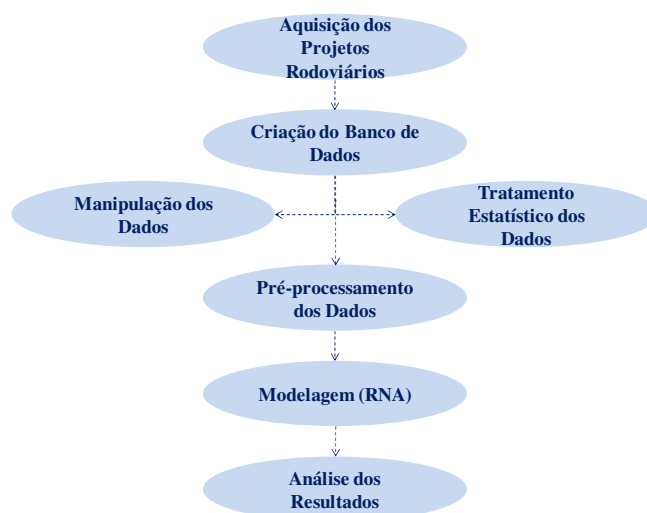 Aquisição dos
Projetos
Rodoviários
Criação do Banco de
Dados
Manipulação dos
Dados
Tratamento
Estatístico dos
Dados
Pré-processamento
dos Dados
Modelagem (RNA)
Análise dos
Resultados